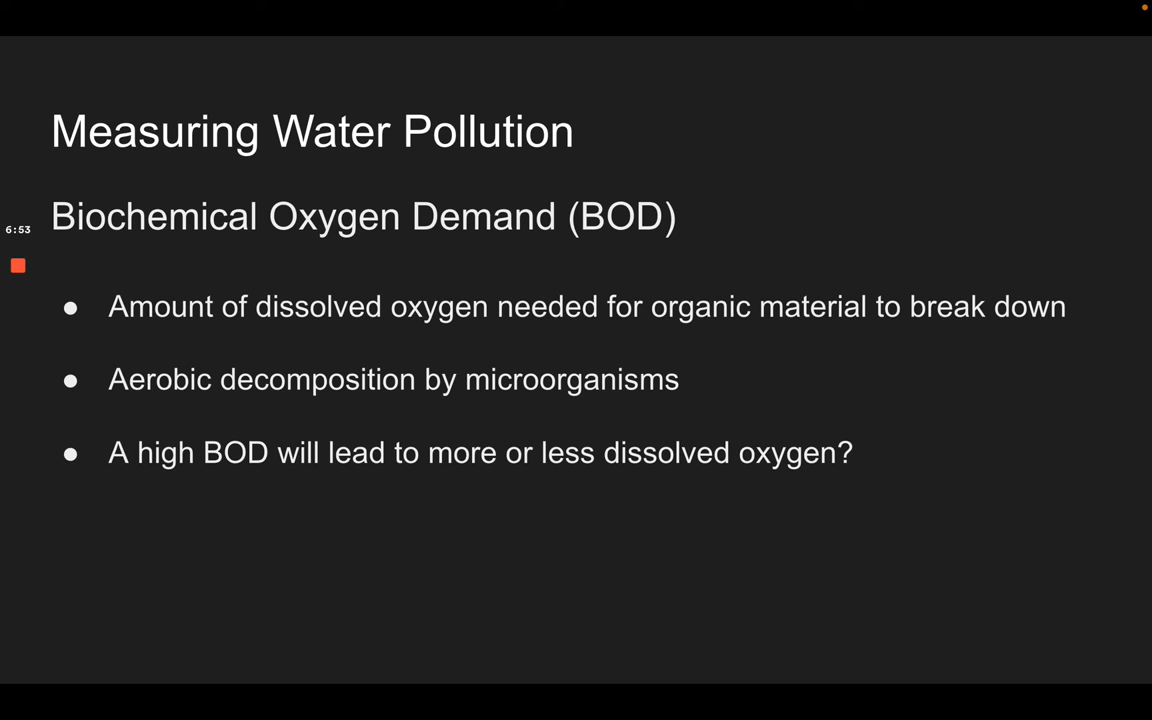 Measuring Water Pollution
Biochemical Oxygen Demand (BOD)
6:53
● Amount of dissolved oxygen needed for organic material to break down
● Aerobic decomposition by microorganisms
● A high BOD will lead to more or less dissolved oxygen?